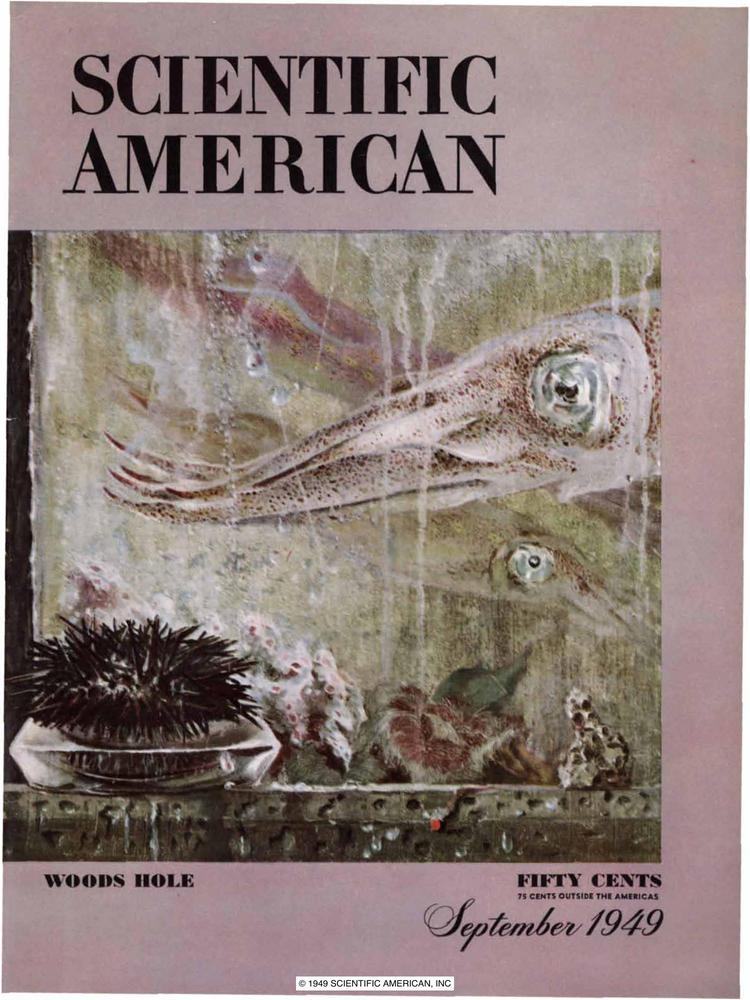 SCIENTIFIC
AMERICAN
WOODS HOLE
FIFTY CENTS
75 CENTS OUTSIDE THE AMERICAS
September 1949
© 1949 SCIENTIFIC AMERICAN, INC